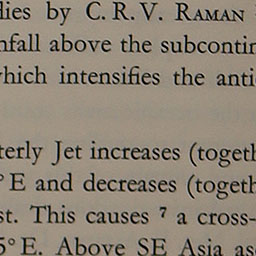 dies by C. R. V. RAMAN
nfall above the subcontin
which intensifies the anti
terly Jet increases (togeth
° E and decreases (togeth
st. This causes 7 a cross-
5° E. Above SE Asia as